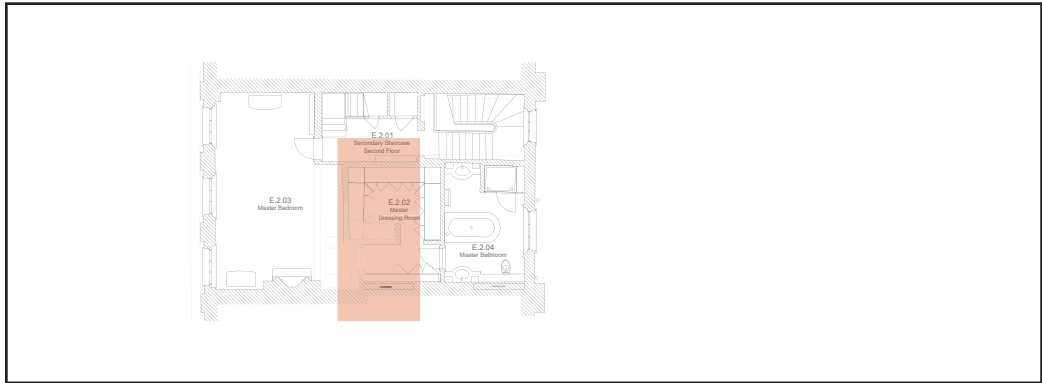 E.2.01
Secondary Staircase
Second Floor
E.2.03
Master Bedroom
E.2.02
Master
Dressing Room
E.2.04
Master Bathroom